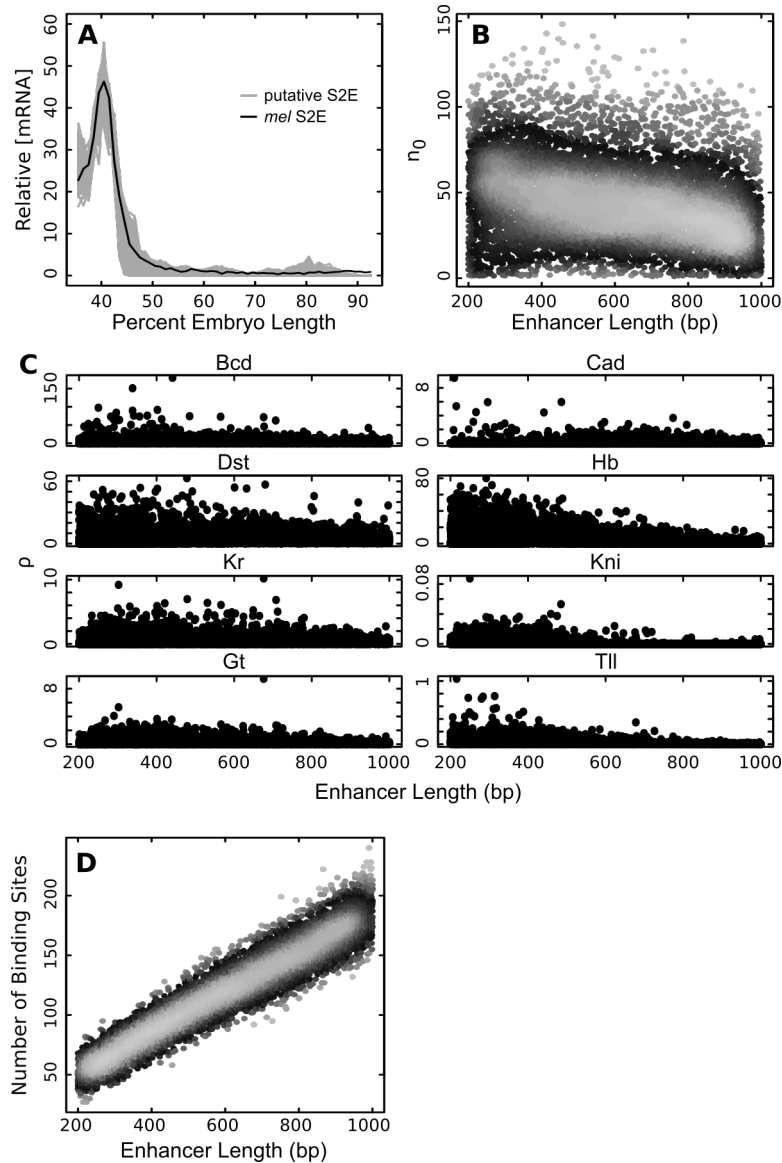 A
Relative [mRNA]
60
50
40
30
20
10
0
putative S2E
mel S2E
40 50 60 70 80 90
Percent Embryo Length
B
n0
150
100
50
0
200 400 600 800 1000
Enhancer Length (bp)
C
ρ
Bcd
150
0
Cad
8
0
Dst
60
0
Hb
80
0
Kr
10
0
Kni
0.08
0
Gt
8
0
200 400 600 800 1000
Tll
1
0
200 400 600 800 1000
Enhancer Length (bp)
D
Number of Binding Sites
200
150
100
50
200 400 600 800 1000
Enhancer Length (bp)